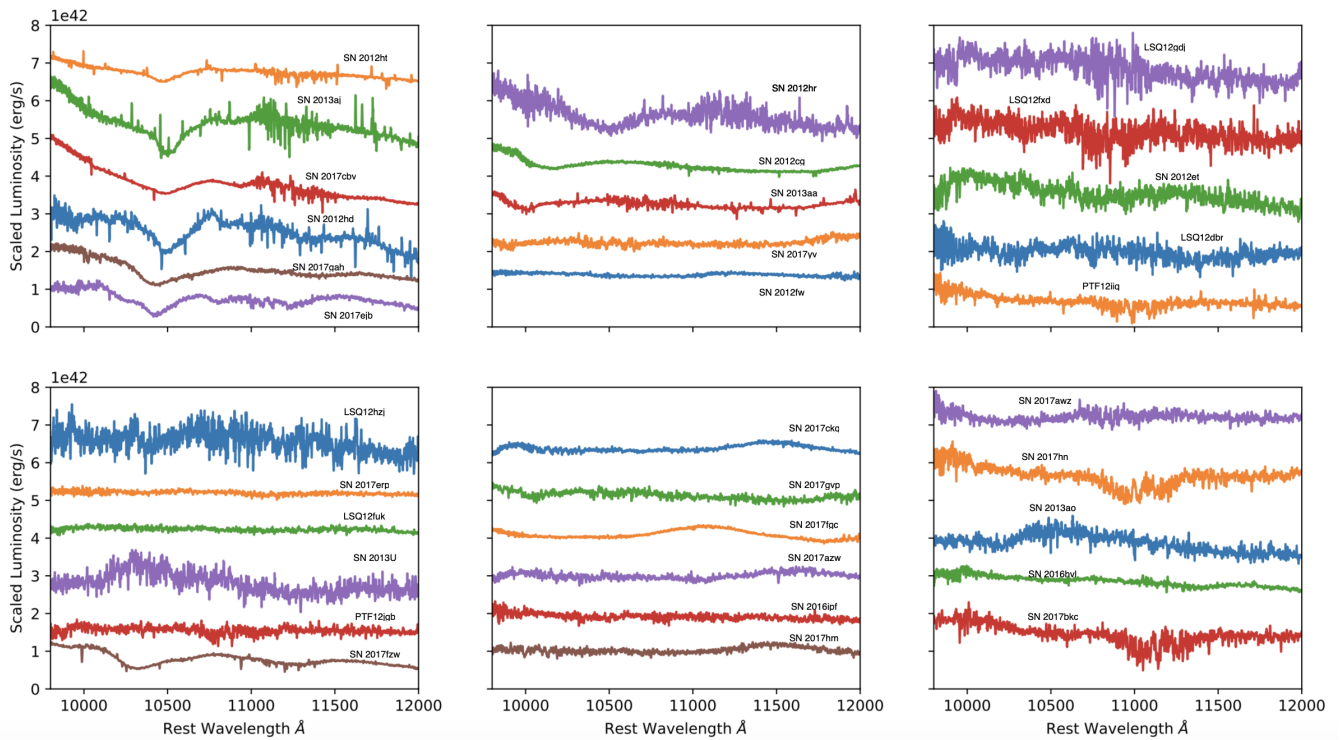 1e42
8
7
6
5
4
3
2
1
0
Scaled Luminosity (erg/s)
SN 2012ht
SN 2013aj
SN 2017cbv
SN 2012hd
SN 2017gah
SN 2017ejb
SN 2012hr
SN 2012cg
SN 2013aa
SN 2017yv
SN 2012fw
LSQ12gdj
LSQ12fxd
SN 2012et
LSQ12dbr
PTF12iiq
1e42
8
7
6
5
4
3
2
1
0
Scaled Luminosity (erg/s)
LSQ12hzj
SN 2017erp
LSQ12fuk
SN 2013U
PTF12jgb
SN 2017fzw
10000 10500 11000 11500 12000
Rest Wavelength Å
SN 2017ckq
SN 2017gvp
SN 2017fgc
SN 2017azw
SN 2016ipf
SN 2017hm
10000 10500 11000 11500 12000
Rest Wavelength Å
SN 2017awz
SN 2017hn
SN 2013ao
SN 2016bvl
SN 2017bkc
10000 10500 11000 11500 12000
Rest Wavelength Å